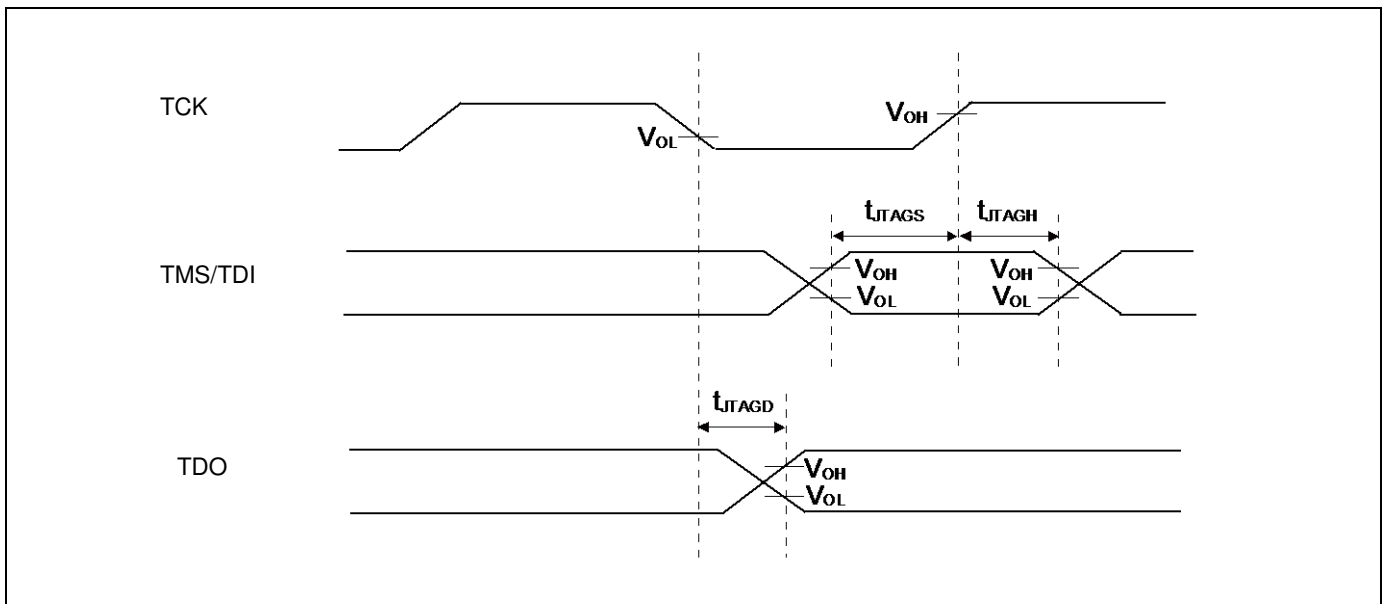 TCK
VOL
VOH
tJTAGS
tJTAGH
TMS/TDI
VOH
VOL
VOH
VOL
tJTAGD
TDO
VOH
VOL